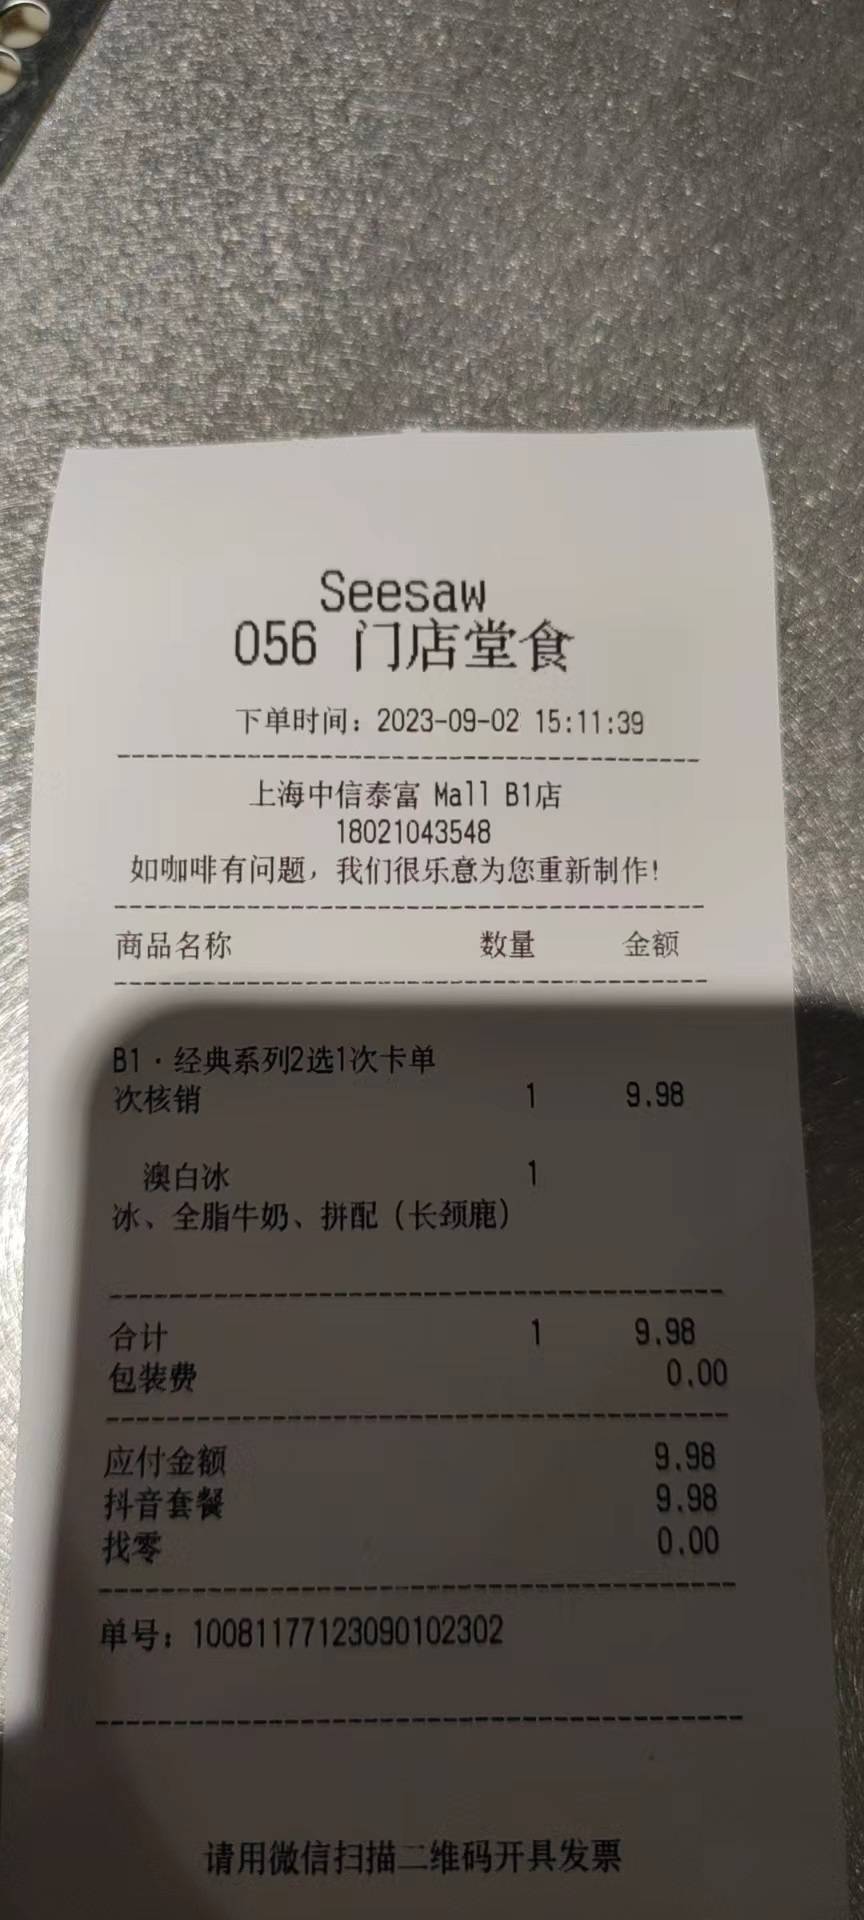 Seesaw
056 门店堂食
下单时间：2023-09-02 15:11:39
上海中信泰富 Mall B1店
18021043548
如咖啡有问题，我们很乐意为您重新制作！
商品名称 数量 金额
B1·经典系列2选1次卡单
次核销 1 9.98
澳白冰 1
冰、全脂牛奶、拼配（长颈鹿）
合计 1 9.98
包装费 0.00
应付金额 9.98
抖音套餐 9.98
找零 0.00
单号：10081177123090102302
请用微信扫描二维码开具发票